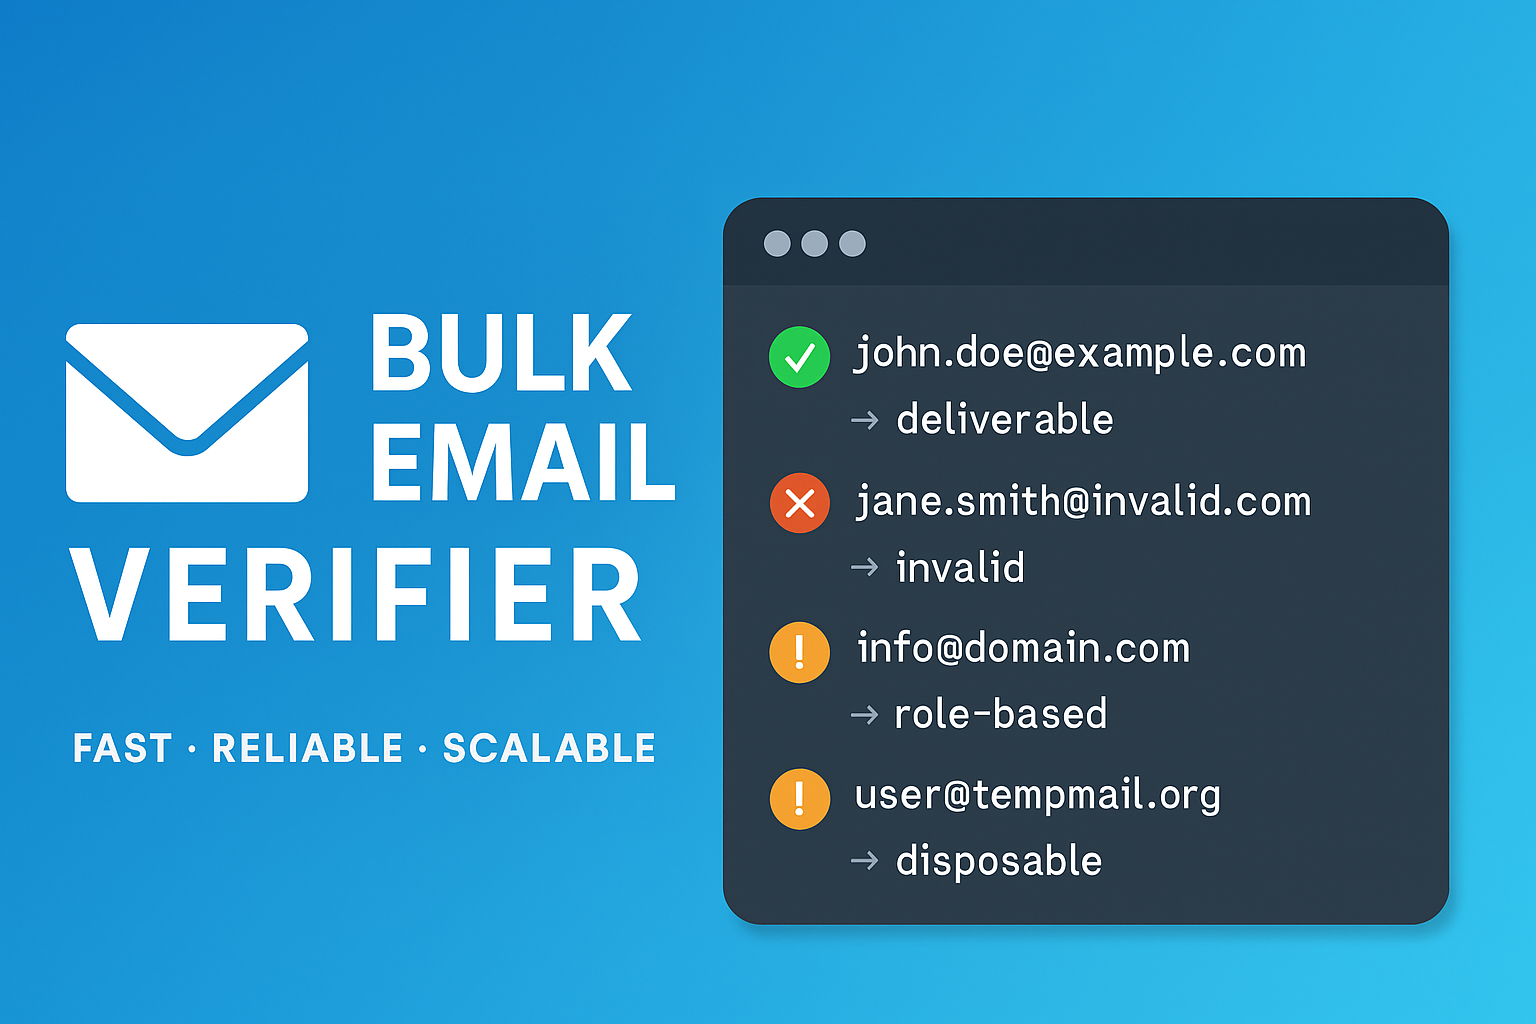 BULK
EMAIL
VERIFIER
FAST · RELIABLE · SCALABLE
john.doe@example.com
→ deliverable
jane.smith@invalid.com
→ invalid
info@domain.com
→ role-based
user@tempmail.org
→ disposable